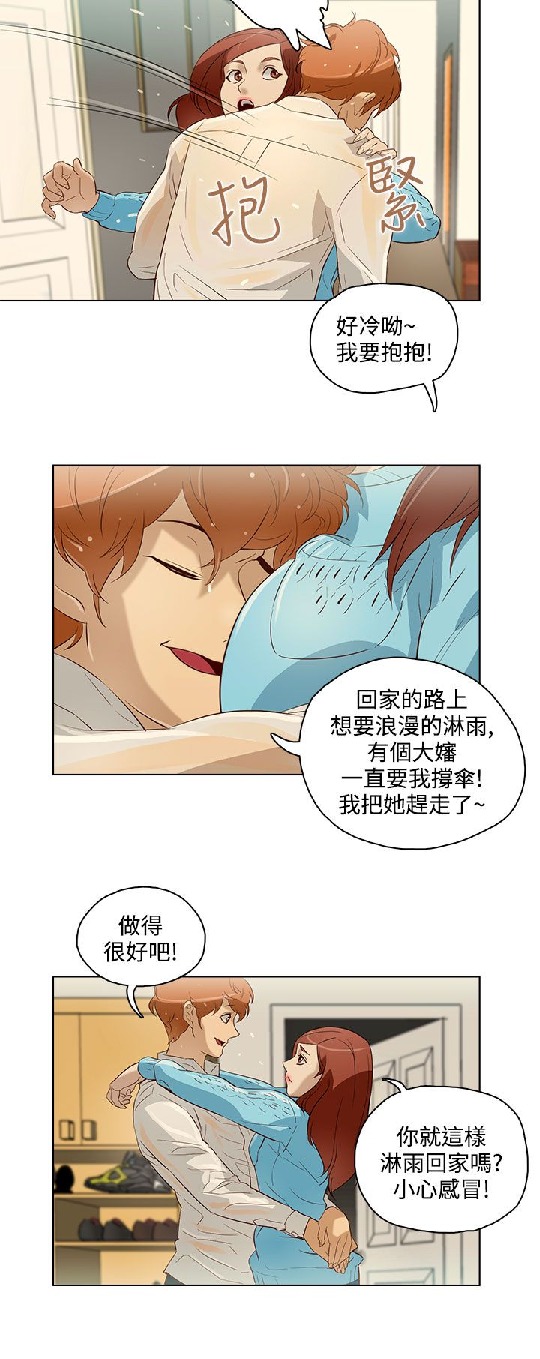 緊
抱
好冷呦~
我要抱抱!
回家的路上
想要浪漫的淋雨,
有個大嬸
一直要我撐傘!
我把她趕走了~
做得
很好吧!
你就這樣
淋雨回家嗎?
小心感冒!